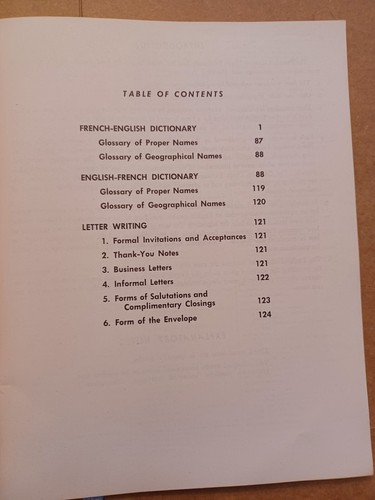 TABLE OF CONTENTS
FRENCH-ENGLISH DICTIONARY 1
Glossary of Proper Names 87
Glossary of Geographical Names 88
ENGLISH-FRENCH DICTIONARY 88
Glossary of Proper Names 119
Glossary of Geographical Names 120
LETTER WRITING 121
1. Formal Invitations and Acceptances 121
2. Thank-You Notes 121
3. Business Letters 121
4. Informal Letters 122
5. Forms of Salutations and
Complimentary Closings 123
6. Form of the Envelope 124